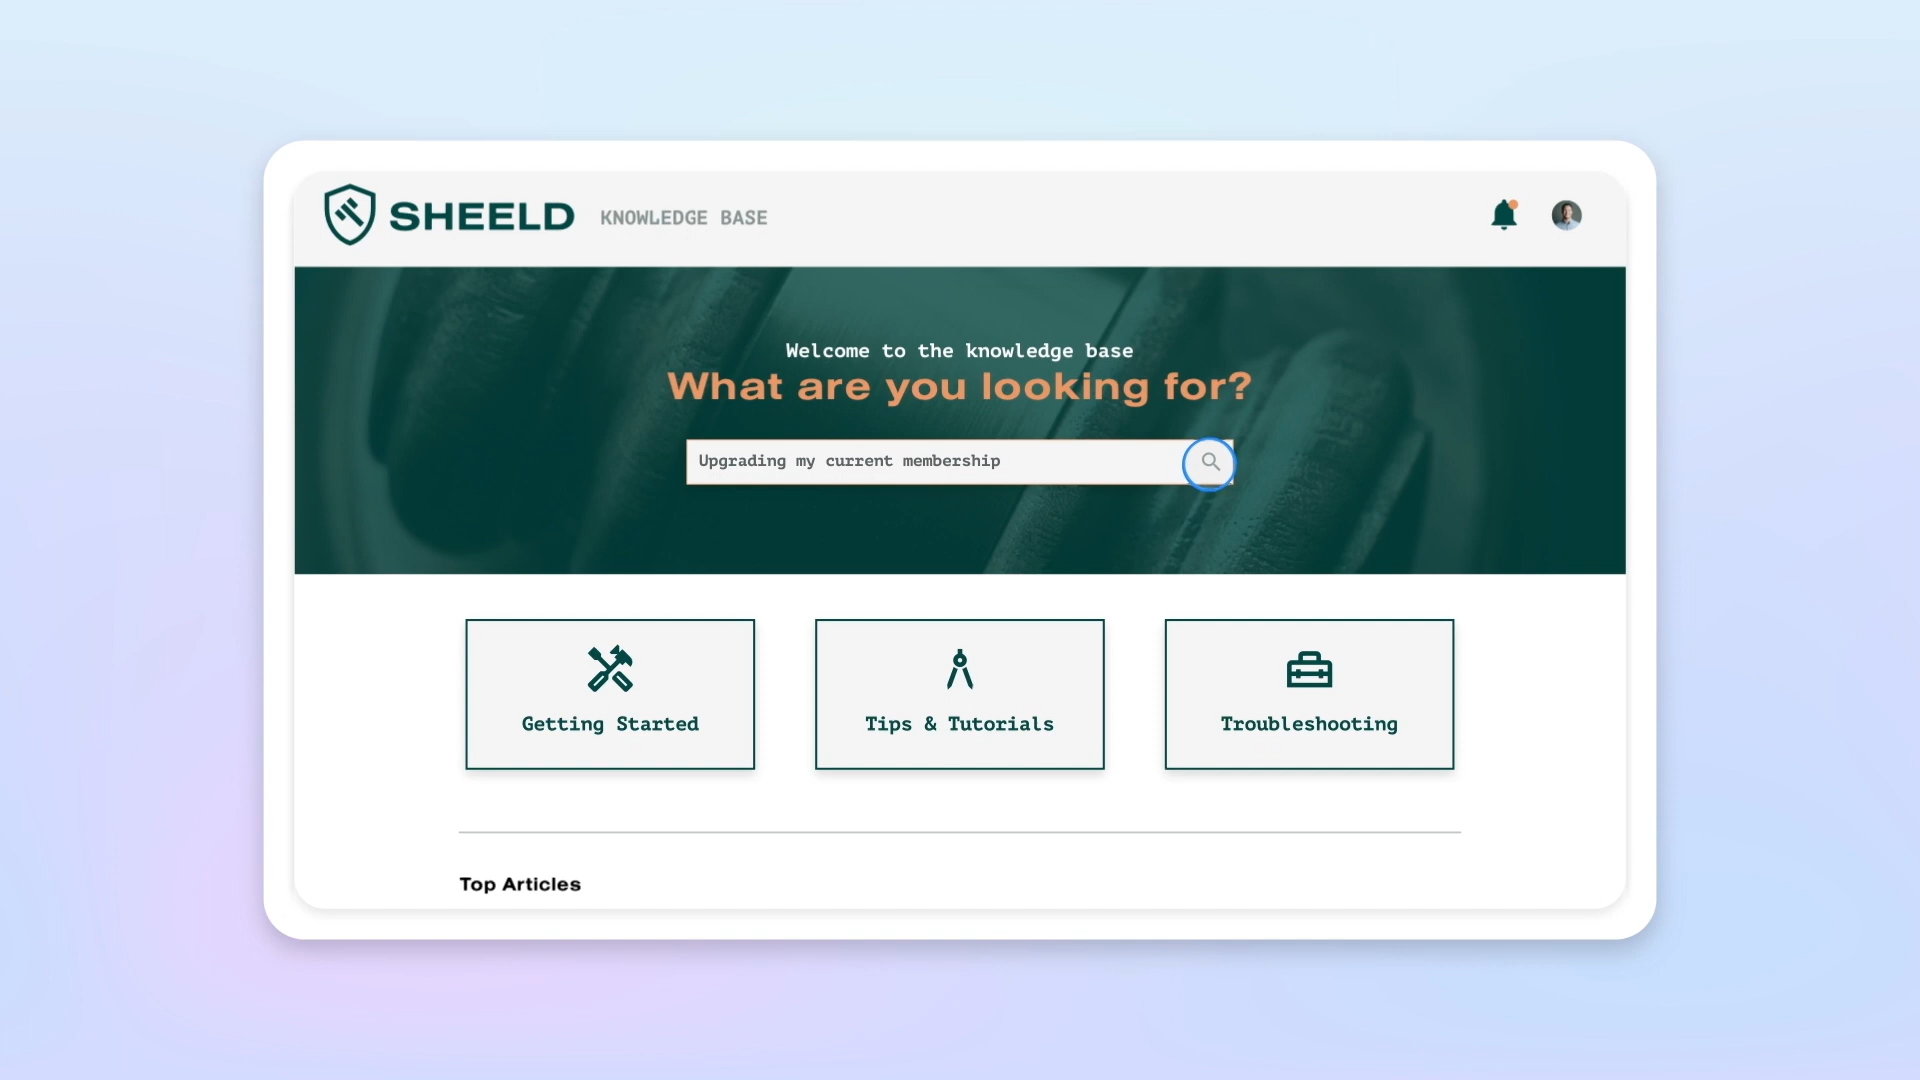 SHEELD
KNOWLEDGE BASE
Welcome to the knowledge base
What are you looking for?
Upgrading my current membership
Getting Started
Tips & Tutorials
Troubleshooting
Top Articles